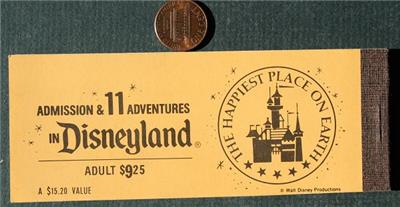 ADMISSION & 11 ADVENTURES
IN Disneyland®
ADULT $9.25
A $15.20 VALUE
THE HAPPIEST PLACE ON EARTH
© Walt Disney Productions